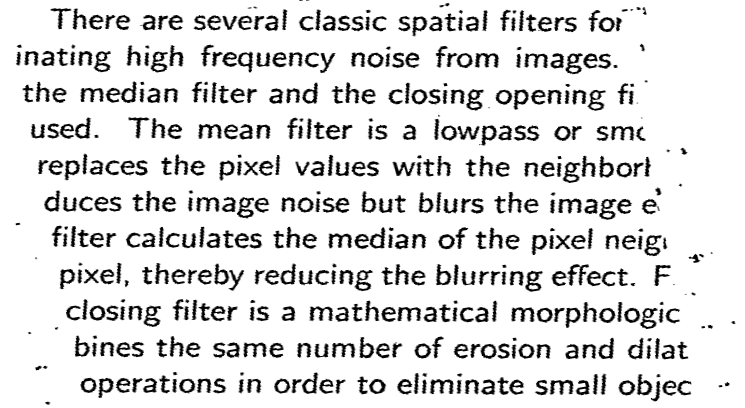 There are several classic spatial filters for
inating high frequency noise from images.
the median filter and the closing opening fi
used. The mean filter is a lowpass or smo
replaces the pixel values with the neighborh
duces the image noise but blurs the image e
filter calculates the median of the pixel neig
pixel, thereby reducing the blurring effect. F
closing filter is a mathematical morphologic
bines the same number of erosion and dilat
operations in order to eliminate small objec